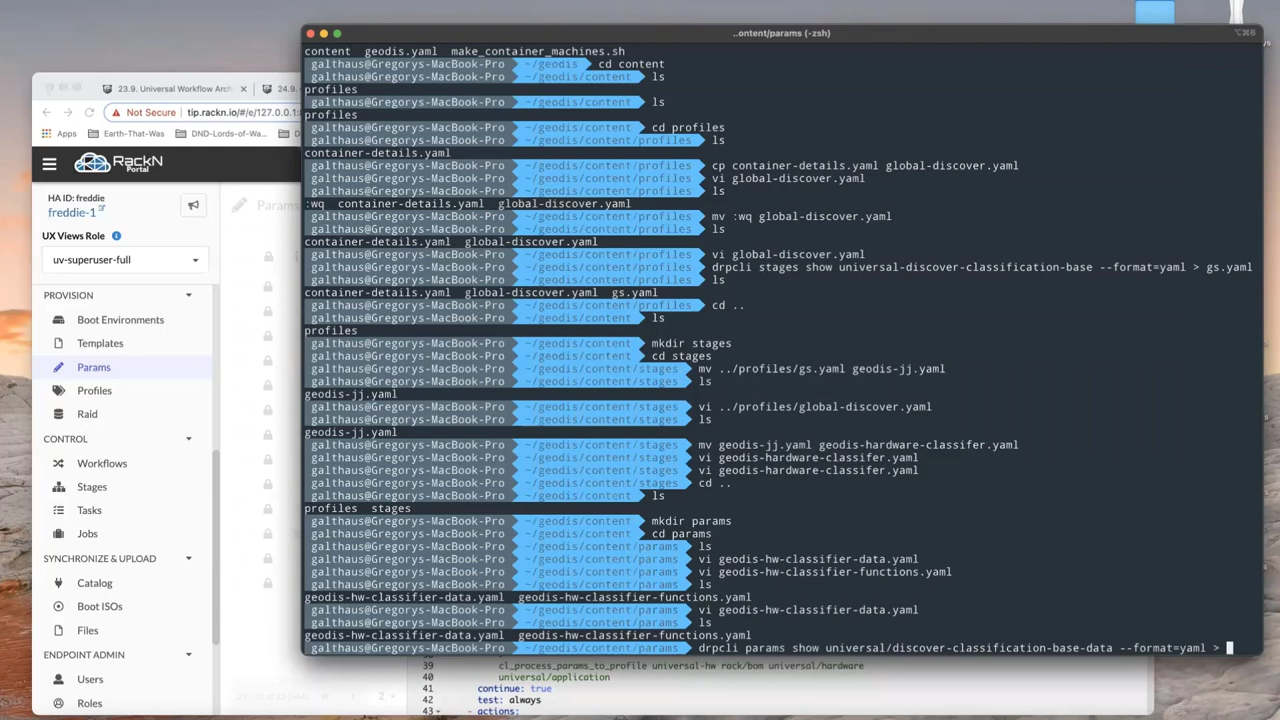 ..ontent/params (-zsh)
⌥⌘6
content geodis.yaml make_container_machines.sh
galthaus@Gregorys-MacBook-Pro ~/geodis cd content
galthaus@Gregorys-MacBook-Pro ~/geodis/content ls
profiles
galthaus@Gregorys-MacBook-Pro ~/geodis/content ls
profiles
galthaus@Gregorys-MacBook-Pro ~/geodis/content cd profiles
galthaus@Gregorys-MacBook-Pro ~/geodis/content/profiles ls
container-details.yaml
galthaus@Gregorys-MacBook-Pro ~/geodis/content/profiles cp container-details.yaml global-discover.yaml
galthaus@Gregorys-MacBook-Pro ~/geodis/content/profiles vi global-discover.yaml
galthaus@Gregorys-MacBook-Pro ~/geodis/content/profiles ls
:wq container-details.yaml global-discover.yaml
galthaus@Gregorys-MacBook-Pro ~/geodis/content/profiles mv :wq global-discover.yaml
galthaus@Gregorys-MacBook-Pro ~/geodis/content/profiles ls
container-details.yaml global-discover.yaml
galthaus@Gregorys-MacBook-Pro ~/geodis/content/profiles vi global-discover.yaml
galthaus@Gregorys-MacBook-Pro ~/geodis/content/profiles drpcli stages show universal-discover-classification-base --format=yaml > gs.yaml
galthaus@Gregorys-MacBook-Pro ~/geodis/content/profiles ls
container-details.yaml global-discover.yaml gs.yaml
galthaus@Gregorys-MacBook-Pro ~/geodis/content/profiles cd ..
galthaus@Gregorys-MacBook-Pro ~/geodis/content ls
profiles
galthaus@Gregorys-MacBook-Pro ~/geodis/content mkdir stages
galthaus@Gregorys-MacBook-Pro ~/geodis/content cd stages
galthaus@Gregorys-MacBook-Pro ~/geodis/content/stages mv ../profiles/gs.yaml geodis-jj.yaml
galthaus@Gregorys-MacBook-Pro ~/geodis/content/stages ls
geodis-jj.yaml
galthaus@Gregorys-MacBook-Pro ~/geodis/content/stages vi ../profiles/global-discover.yaml
galthaus@Gregorys-MacBook-Pro ~/geodis/content/stages ls
geodis-jj.yaml
galthaus@Gregorys-MacBook-Pro ~/geodis/content/stages mv geodis-jj.yaml geodis-hardware-classifer.yaml
galthaus@Gregorys-MacBook-Pro ~/geodis/content/stages vi geodis-hardware-classifer.yaml
galthaus@Gregorys-MacBook-Pro ~/geodis/content/stages vi geodis-hardware-classifer.yaml
galthaus@Gregorys-MacBook-Pro ~/geodis/content/stages cd ..
galthaus@Gregorys-MacBook-Pro ~/geodis/content ls
profiles stages
galthaus@Gregorys-MacBook-Pro ~/geodis/content mkdir params
galthaus@Gregorys-MacBook-Pro ~/geodis/content cd params
galthaus@Gregorys-MacBook-Pro ~/geodis/content/params ls
galthaus@Gregorys-MacBook-Pro ~/geodis/content/params vi geodis-hw-classifier-data.yaml
galthaus@Gregorys-MacBook-Pro ~/geodis/content/params vi geodis-hw-classifier-functions.yaml
galthaus@Gregorys-MacBook-Pro ~/geodis/content/params ls
geodis-hw-classifier-data.yaml geodis-hw-classifier-functions.yaml
galthaus@Gregorys-MacBook-Pro ~/geodis/content/params vi geodis-hw-classifier-data.yaml
galthaus@Gregorys-MacBook-Pro ~/geodis/content/params ls
geodis-hw-classifier-data.yaml geodis-hw-classifier-functions.yaml
galthaus@Gregorys-MacBook-Pro ~/geodis/content/params drpcli params show universal/discover-classification-base-data --format=yaml >
23.9. Universal Workflow Arch
24.9.
Not Secure tip.rackn.io/#/e/127.0.0.1:
Apps Earth-That-Was DND-Lords-of-Wa...
RackN Portal
HA ID: freddie
freddie-1
UX Views Role
uv-superuser-full
PROVISION
Boot Environments
Templates
Params
Profiles
Raid
CONTROL
Workflows
Stages
Tasks
Jobs
SYNCHRONIZE & UPLOAD
Catalog
Boot ISOs
Files
ENDPOINT ADMIN
Users
Roles
Params
2
39 cl_process_params_to_profile universal-hw rack/bom universal/hardware
40 universal/application
41 continue: true
42 test: always
43 - actions: